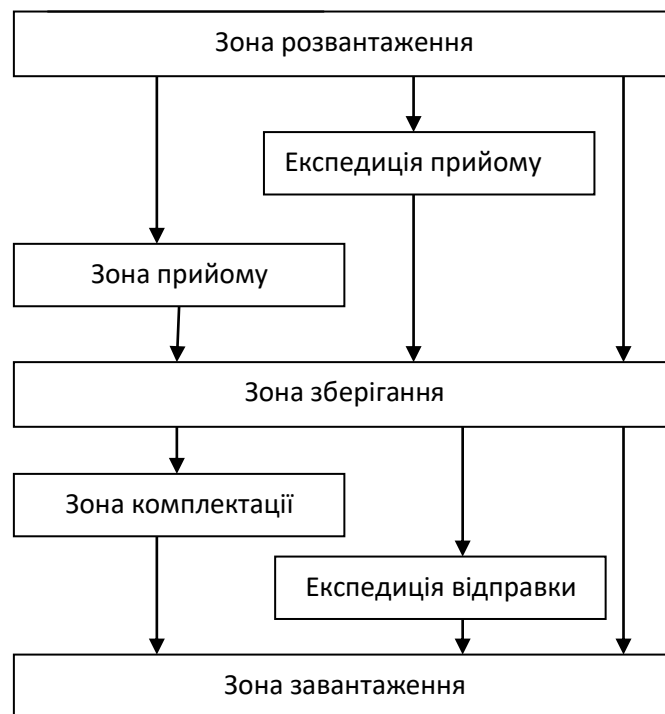 Зона розвантаження
Експедиція прийому
Зона прийому
Зона зберігання
Зона комплектації
Експедиція відправки
Зона завантаження